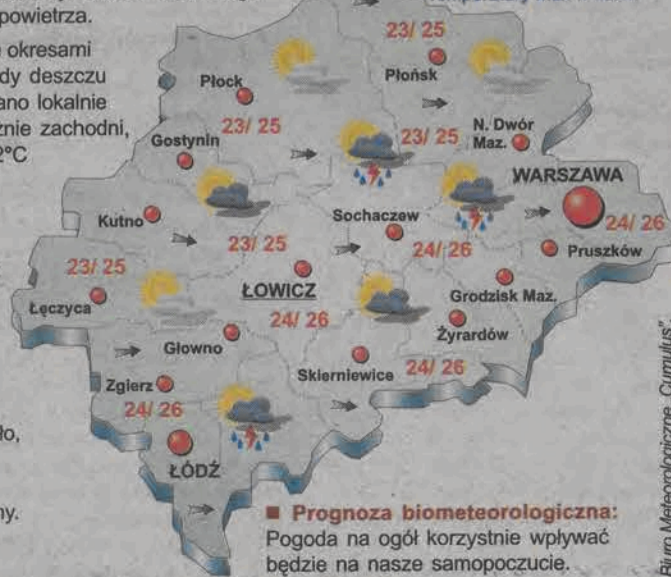 powietrza.
okresami
dy deszczu
ano lokalnie
znie zachodni,
2°C
23/ 25
Płońsk
Płock
23/ 25
Gostynin
23/ 25
N. Dwór
Maz.
WARSZAWA
24/ 26
Kutno
Sochaczew
23/ 25
24/ 26
Pruszków
23/ 25
Łęczyca
ŁOWICZ
24/ 26
Grodzisk Maz.
Głowno
Żyrardów
Skierniewice
24/ 26
Zgierz
24/ 26
ŁÓDŹ
ło,
ny.
■ Prognoza biometeorologiczna:
Pogoda na ogół korzystnie wpływać
będzie na nasze samopoczucie.
Biuro Meteorologiczne „Cumulus”